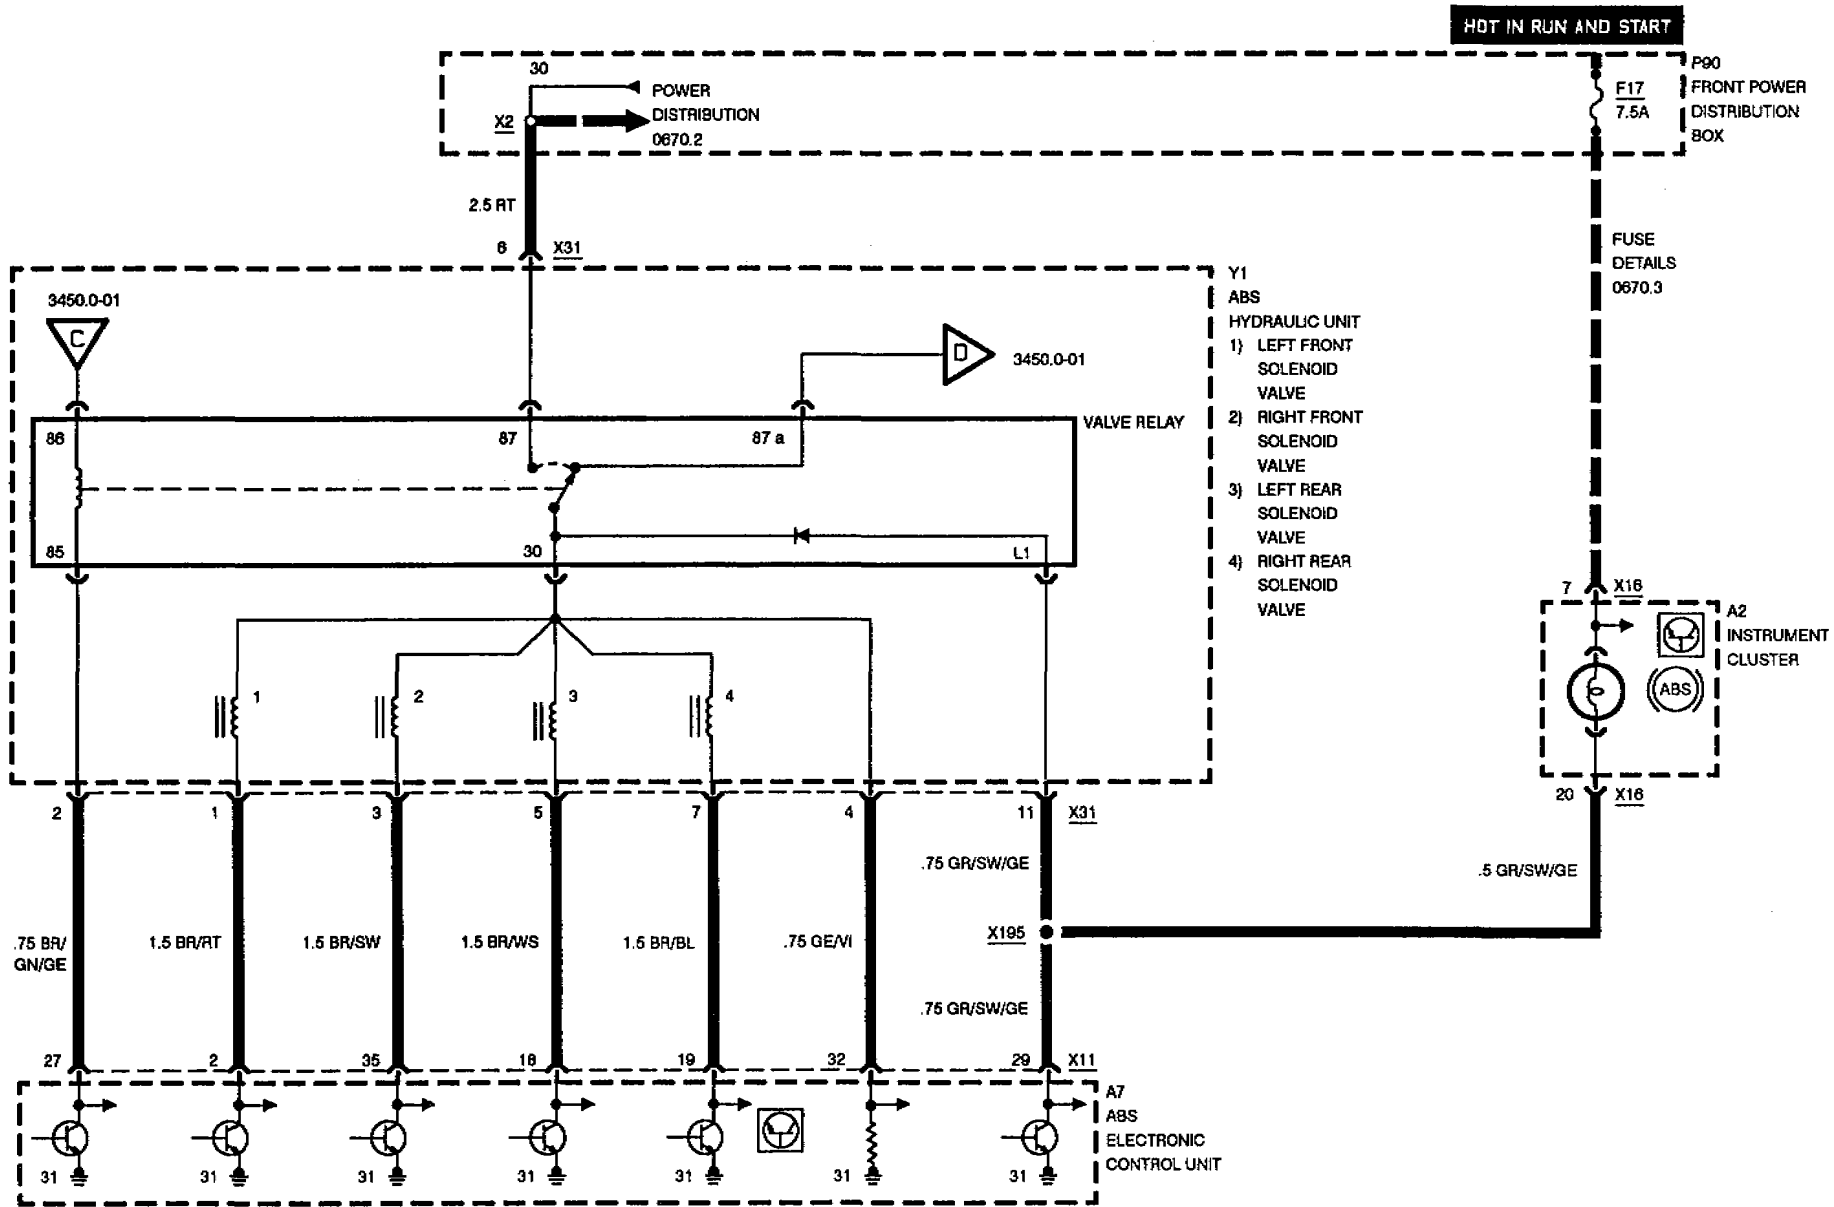 HOT IN RUN AND START
30
POWER
DISTRIBUTION
0670.2
X2
F17
7.5A
P90
FRONT POWER
DISTRIBUTION
BOX
2.5 RT
6
X31
FUSE
DETAILS
0670.3
3450.0-01
C
D
3450.0-01
Y1
ABS
HYDRAULIC UNIT
1) LEFT FRONT
SOLENOID
VALVE
2) RIGHT FRONT
SOLENOID
VALVE
3) LEFT REAR
SOLENOID
VALVE
4) RIGHT REAR
SOLENOID
VALVE
86
87
87 a
VALVE RELAY
85
30
L1
7
X16
A2
INSTRUMENT
CLUSTER
ABS
1
2
3
4
20
X16
2
1
3
5
7
4
11
X31
.75 GR/SW/GE
.5 GR/SW/GE
.75 BR/
GN/GE
1.5 BR/RT
1.5 BR/SW
1.5 BR/WS
1.5 BR/BL
.75 GE/VI
X195
.75 GR/SW/GE
27
2
35
18
19
32
29
X11
A7
ABS
ELECTRONIC
CONTROL UNIT
31
31
31
31
31
31
31